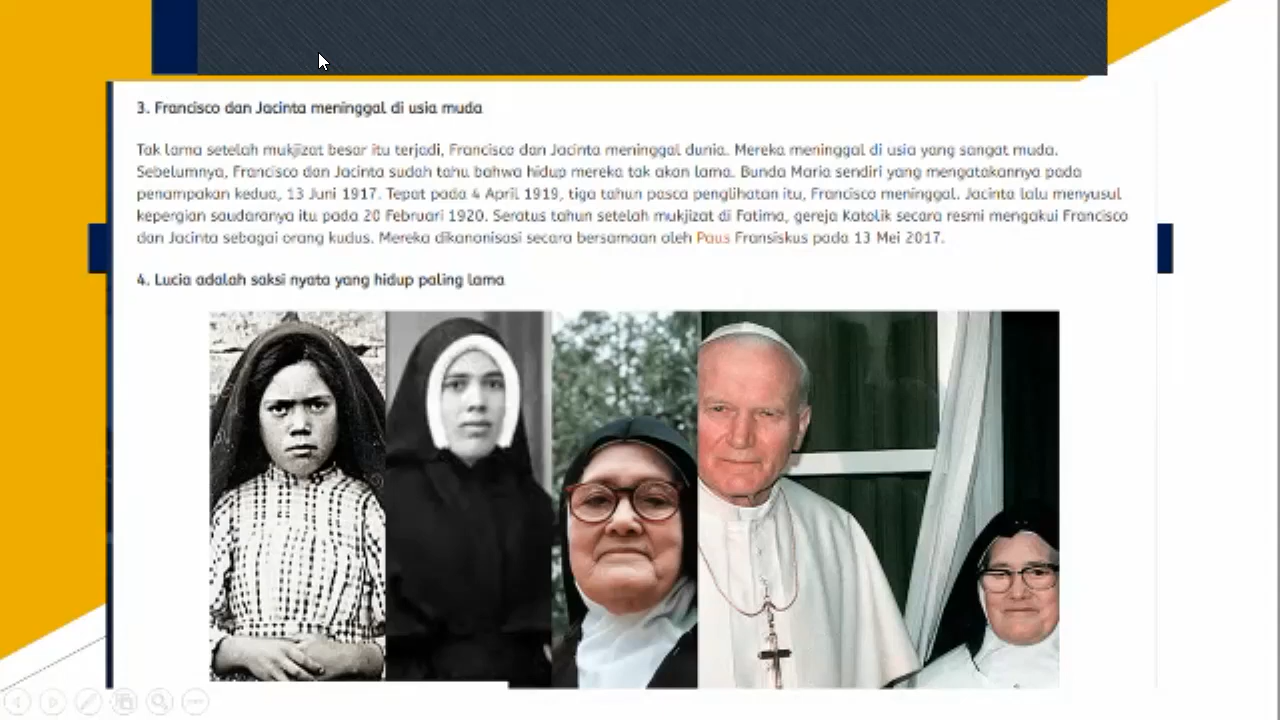 3. Francisco dan Jacinta meninggal di usia muda
Tak lama setelah mukjizat besar itu terjadi, Francisco dan Jacinta meninggal dunia. Mereka meninggal di usia yang sangat muda.
Sebelumnya, Francisco dan Jacinta sudah tahu bahwa hidup mereka tak akan lama. Bunda Maria sendiri yang mengatakannya pada
penampakan kedua, 13 Juni 1917. Tepat pada 4 April 1919, tiga tahun pasca penglihatan itu, Francisco meninggal. Jacinta lalu menyusul
kepergian saudaranya itu pada 20 Februari 1920. Seratus tahun setelah mukjizat di Fatima, gereja Katolik secara resmi mengakui Francisco
dan Jacinta sebagai orang kudus. Mereka dikanonisasi secara bersamaan oleh Paus Fransiskus pada 13 Mei 2017.
4. Lucia adalah saksi nyata yang hidup paling lama